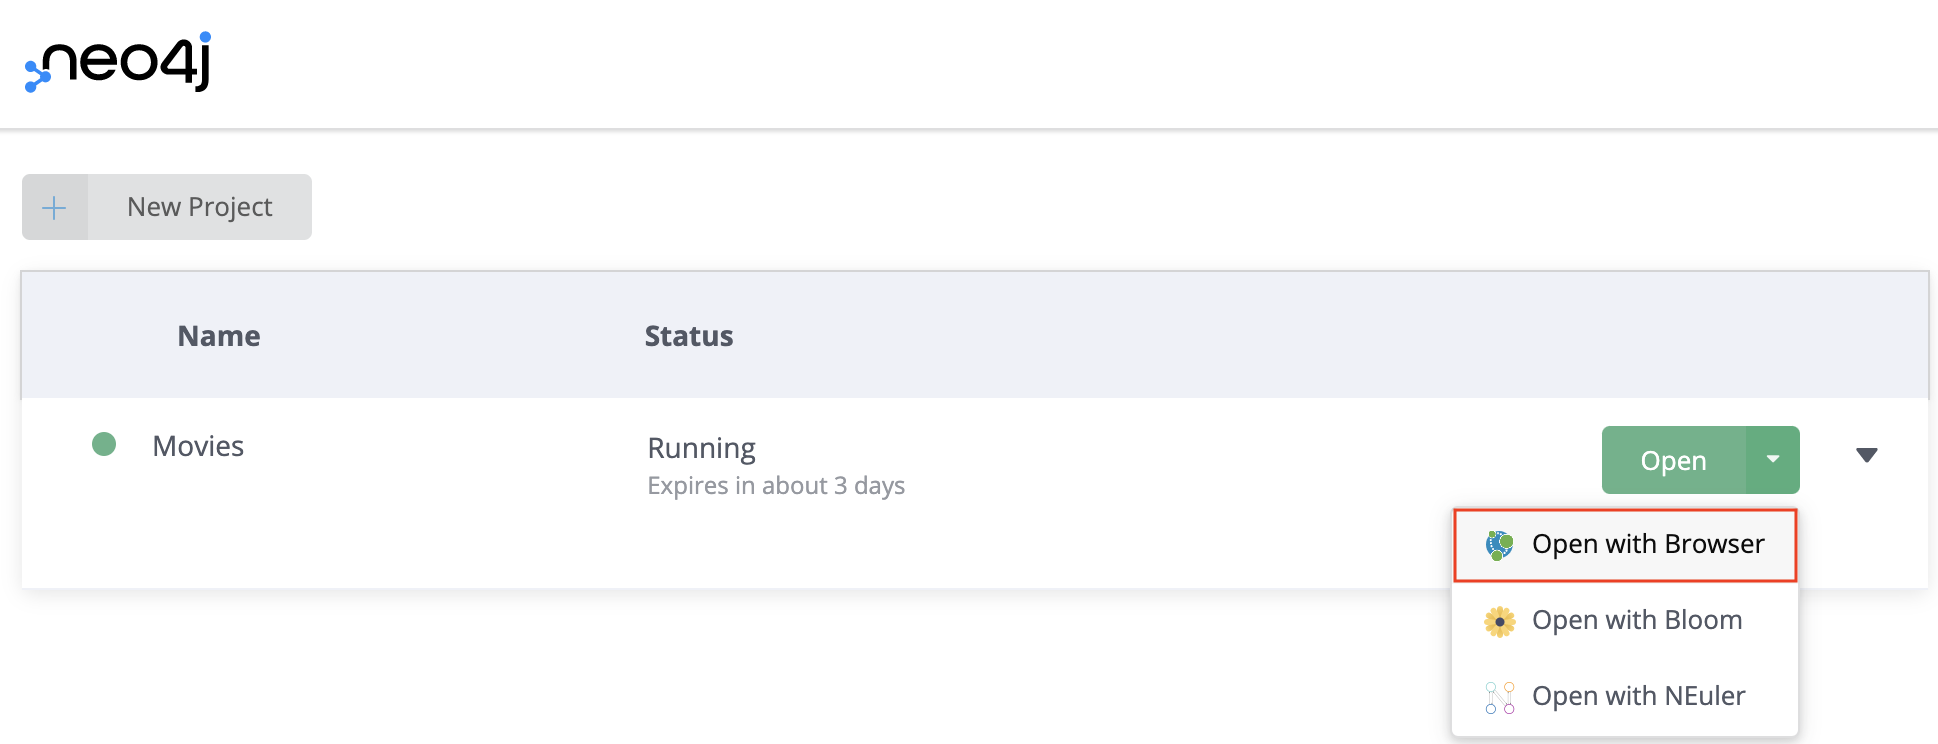 neo4j
New Project
Name Status
Movies Running
Expires in about 3 days
Open
Open with Browser
Open with Bloom
Open with NEuler